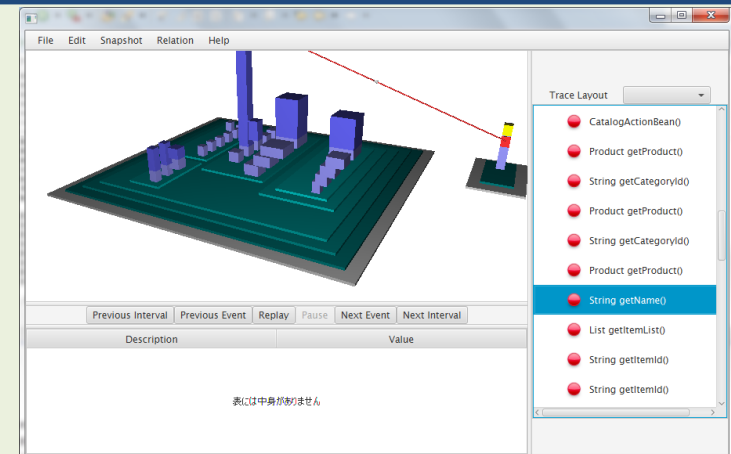 File Edit Snapshot Relation Help
Trace Layout
CatalogActionBean()
Product getProduct()
String getCategoryId()
Product getProduct()
String getCategoryId()
Product getProduct()
String getName()
List getItemList()
String getItemId()
String getItemId()
Previous Interval Previous Event Replay Pause Next Event Next Interval
Description Value
表には中身がありません